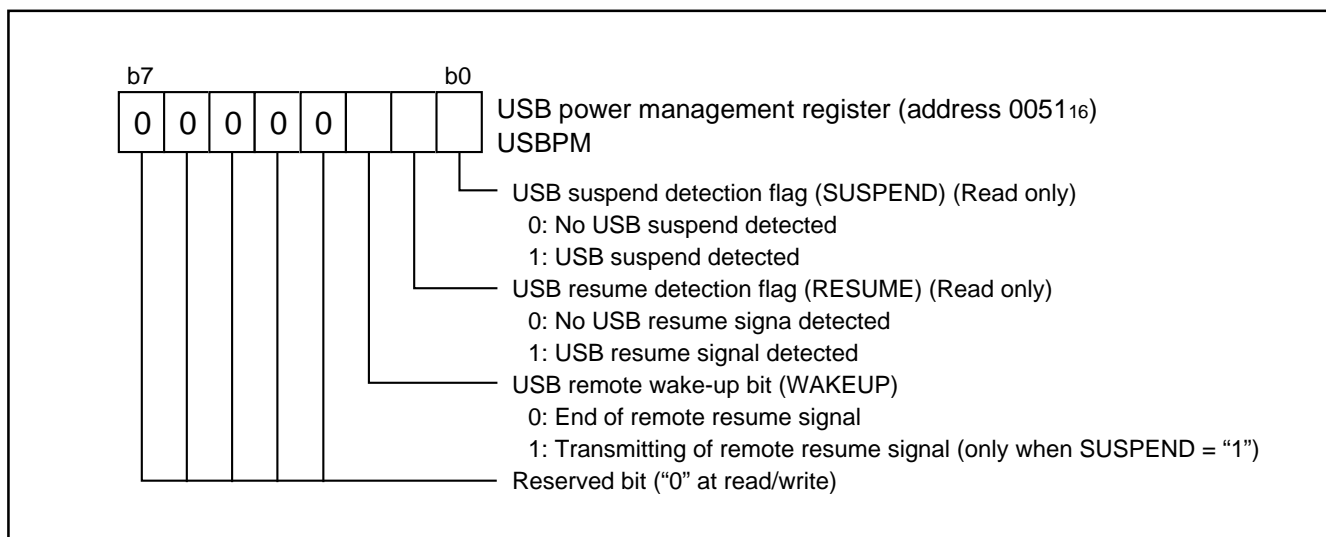 b7 b0
0 0 0 0 0
USB power management register (address 0051₁₆)
USBPM
USB suspend detection flag (SUSPEND) (Read only)
0: No USB suspend detected
1: USB suspend detected
USB resume detection flag (RESUME) (Read only)
0: No USB resume signa detected
1: USB resume signal detected
USB remote wake-up bit (WAKEUP)
0: End of remote resume signal
1: Transmitting of remote resume signal (only when SUSPEND = “1”)
Reserved bit (“0” at read/write)